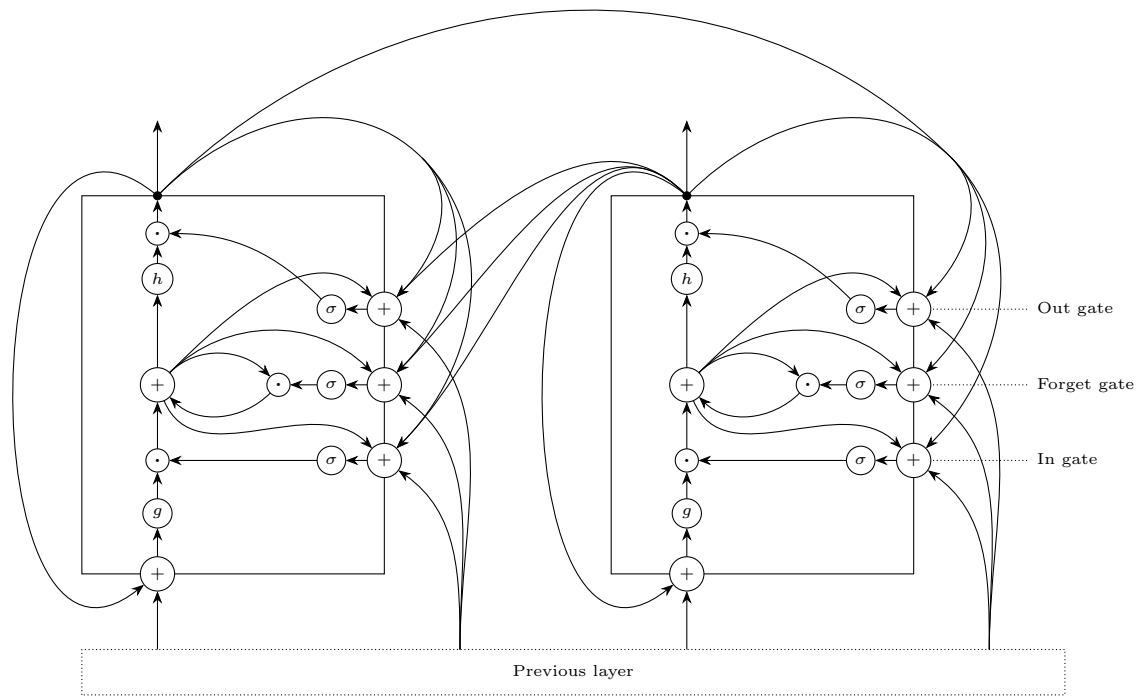 ·
·
h
h
σ
+
σ
+
Out gate
+
·
σ
+
+
·
σ
+
Forget gate
·
σ
+
·
σ
+
In gate
g
g
+
+
Previous layer